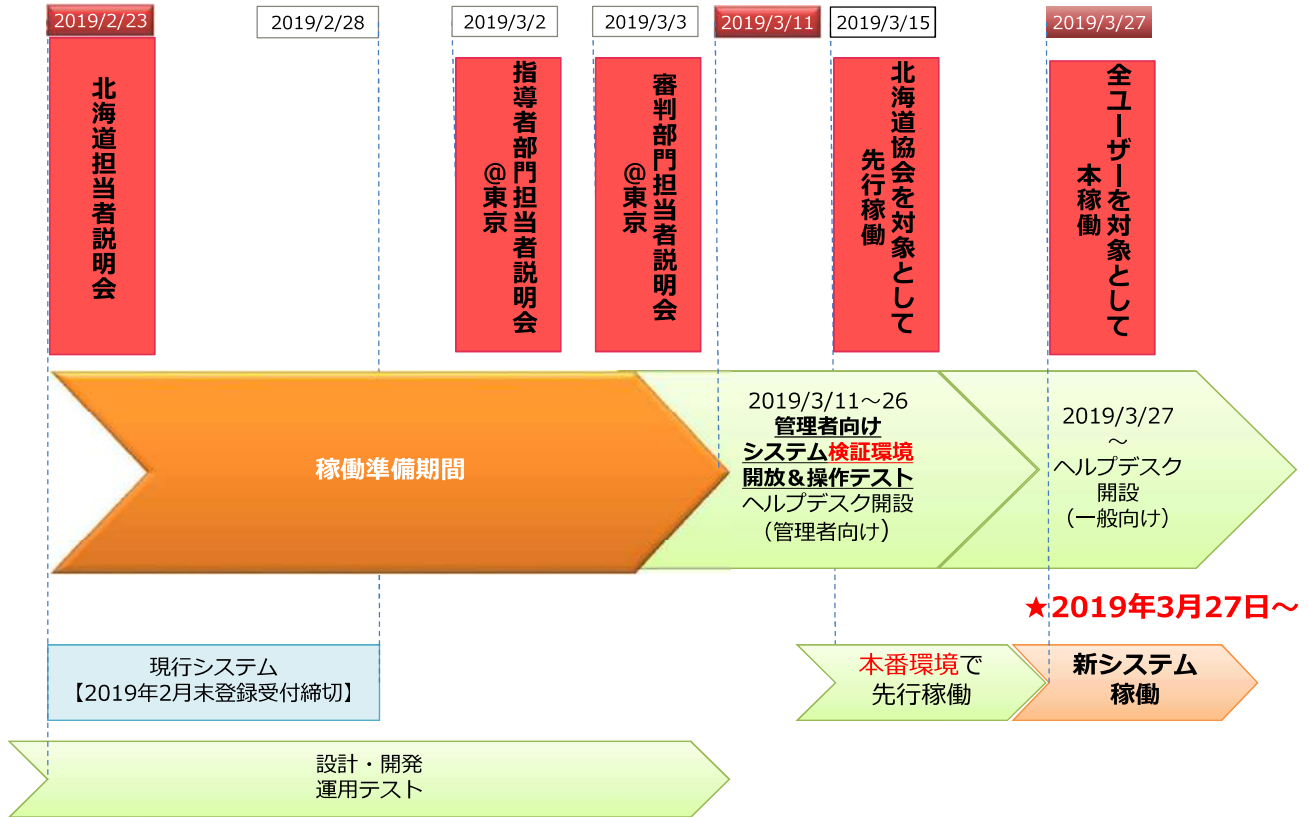 2019/2/23
2019/2/28
2019/3/2
2019/3/3
2019/3/11
2019/3/15
2019/3/27
北海道担当者説明会
指導者部門担当者説明会
@東京
審判部門担当者説明会
@東京
北海道協会を対象として
先行稼働
全ユーザーを対象として
本稼働
稼働準備期間
2019/3/11～26
管理者向け
システム検証環境
開放＆操作テスト
ヘルプデスク開設
（管理者向け）
2019/3/27
～
ヘルプデスク
開設
（一般向け）
★2019年3月27日～
現行システム
【2019年2月末登録受付締切】
本番環境で
先行稼働
新システム
稼働
設計・開発
運用テスト